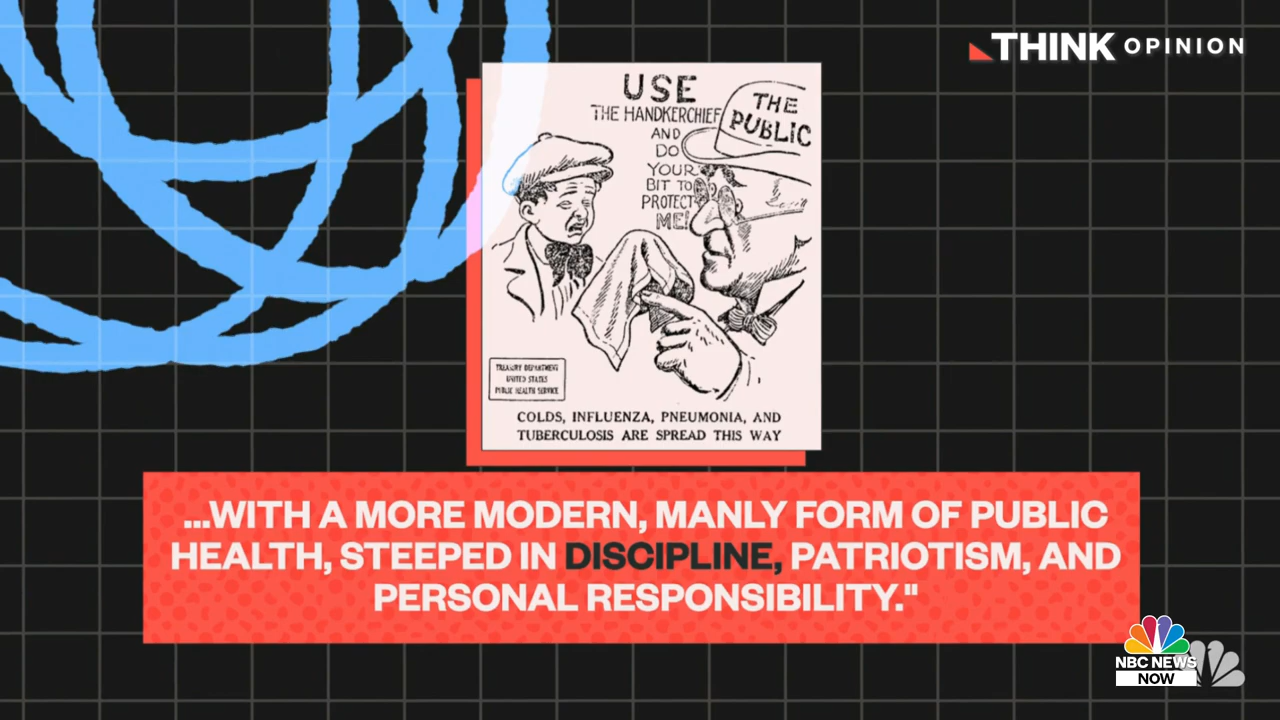 THINK OPINION
USE
THE HANDKERCHIEF
AND
DO
YOUR
BIT TO
PROTECT
ME!
THE
PUBLIC
TREASURY DEPARTMENT
UNITED STATES
PUBLIC HEALTH SERVICE
COLDS, INFLUENZA, PNEUMONIA, AND
TUBERCULOSIS ARE SPREAD THIS WAY
...WITH A MORE MODERN, MANLY FORM OF PUBLIC
HEALTH, STEEPED IN DISCIPLINE, PATRIOTISM, AND
PERSONAL RESPONSIBILITY."
NBC NEWS
NOW